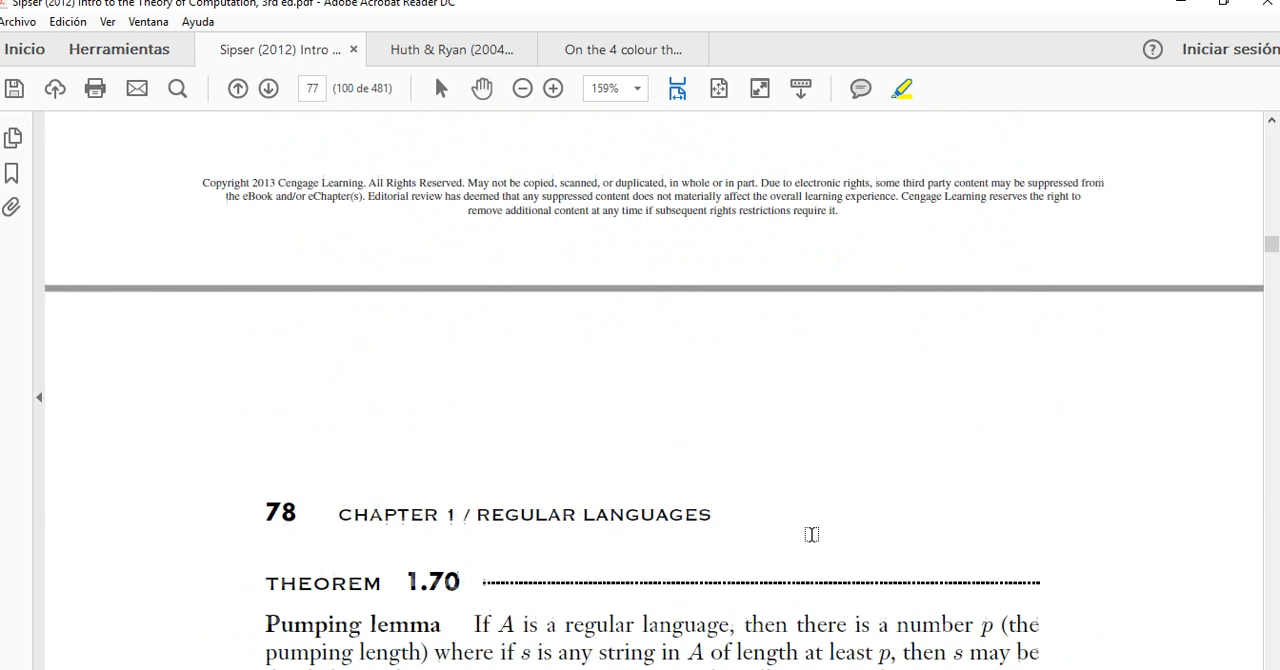 Sipser (2012) Intro to the Theory of Computation, 3rd ed.pdf - Adobe Acrobat Reader DC
Archivo Edición Ver Ventana Ayuda
Inicio Herramientas Sipser (2012) Intro ... × Huth & Ryan (2004... On the 4 colour th... Iniciar sesión
77 (100 de 481) 159%
Copyright 2013 Cengage Learning. All Rights Reserved. May not be copied, scanned, or duplicated, in whole or in part. Due to electronic rights, some third party content may be suppressed from
the eBook and/or eChapter(s). Editorial review has deemed that any suppressed content does not materially affect the overall learning experience. Cengage Learning reserves the right to
remove additional content at any time if subsequent rights restrictions require it.
78 CHAPTER 1 / REGULAR LANGUAGES
THEOREM 1.70
Pumping lemma If A is a regular language, then there is a number p (the
pumping length) where if s is any string in A of length at least p, then s may be